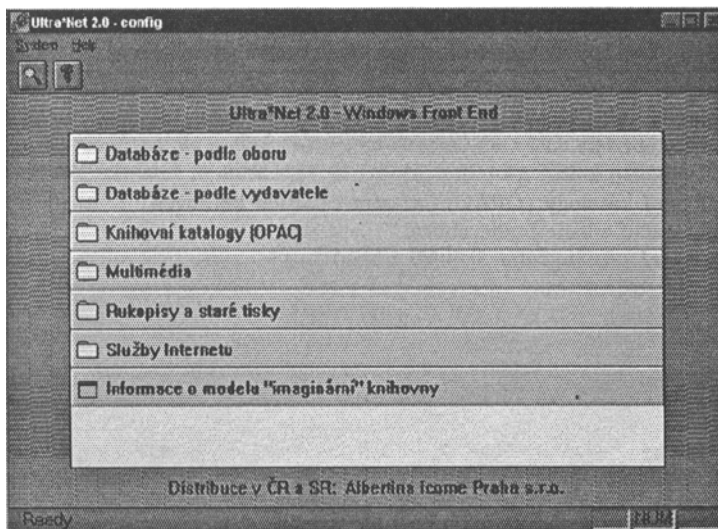 Ultra*Net 2.0 - config
System Help
Ultra*Net 2.0 - Windows Front End
Databáze - podle oboru
Databáze - podle vydavatele
Knihovní katalogy (OPAC)
Multimédia
Rukopisy a staré tisky
Služby Internetu
Informace o modelu "imaginární" knihovny
Distribuce v ČR a SR: Albertina Icome Praha s.r.o.
Ready